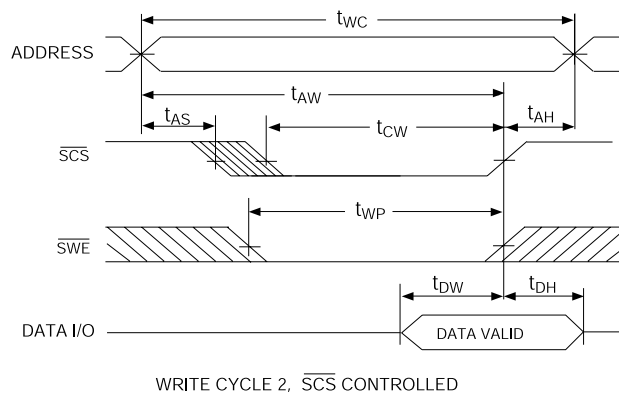 tWC
ADDRESS
tAW
tAS
tCW
tAH
SCS
tWP
SWE
tDW
tDH
DATA I/O
DATA VALID
WRITE CYCLE 2, SCS CONTROLLED